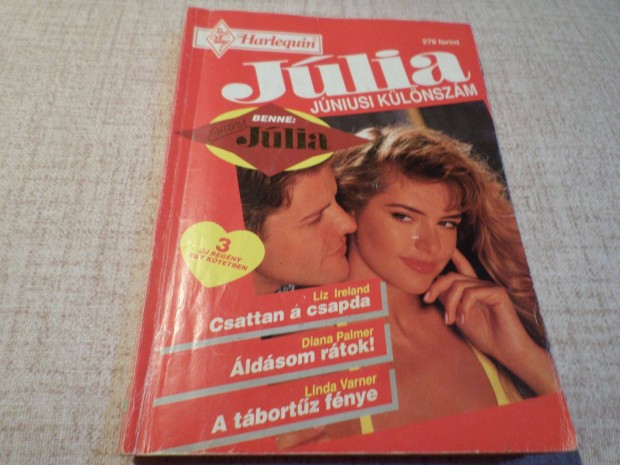 Harlequin
278 forint
Júlia
JÚNIUSI KÜLÖNSZÁM
BENNE:
Arany
Júlia
3
ÚJ REGÉNY
EGY KÖTETBEN
Liz Ireland
Csattan a csapda
Diana Palmer
Áldásom rátok!
Linda Varner
A tábortűz fénye